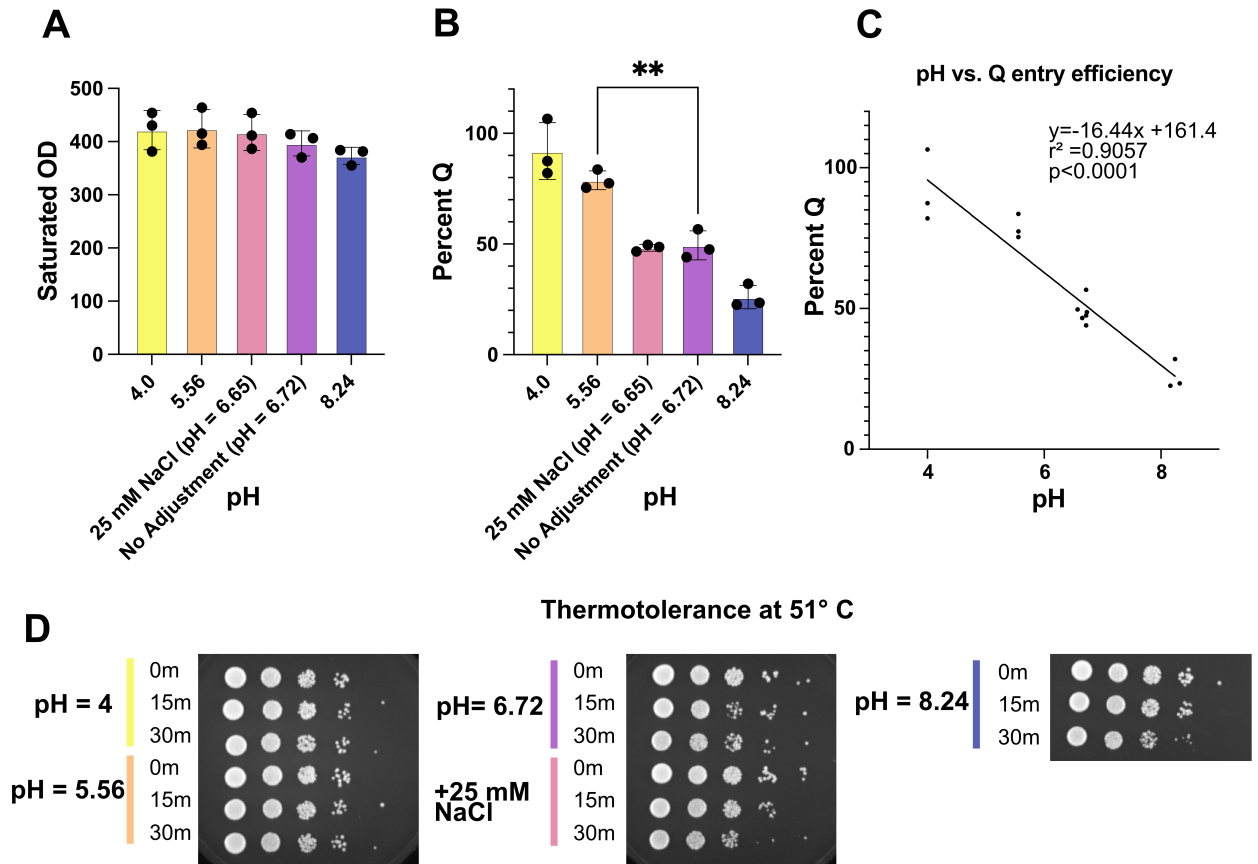 A
500
400
300
200
100
0
Saturated OD
4.0
5.56
25 mM NaCl (pH = 6.65)
No Adjustment (pH = 6.72)
8.24
pH
B
**
100
50
0
Percent Q
4.0
5.56
25 mM NaCl (pH = 6.65)
No Adjustment (pH = 6.72)
8.24
pH
C
pH vs. Q entry efficiency
y=-16.44x +161.4
r² =0.9057
p<0.0001
100
50
0
Percent Q
4
6
8
pH
D
Thermotolerance at 51° C
pH = 4
0m
15m
30m
pH = 5.56
0m
15m
30m
pH= 6.72
0m
15m
30m
+25 mM
NaCl
0m
15m
30m
pH = 8.24
0m
15m
30m